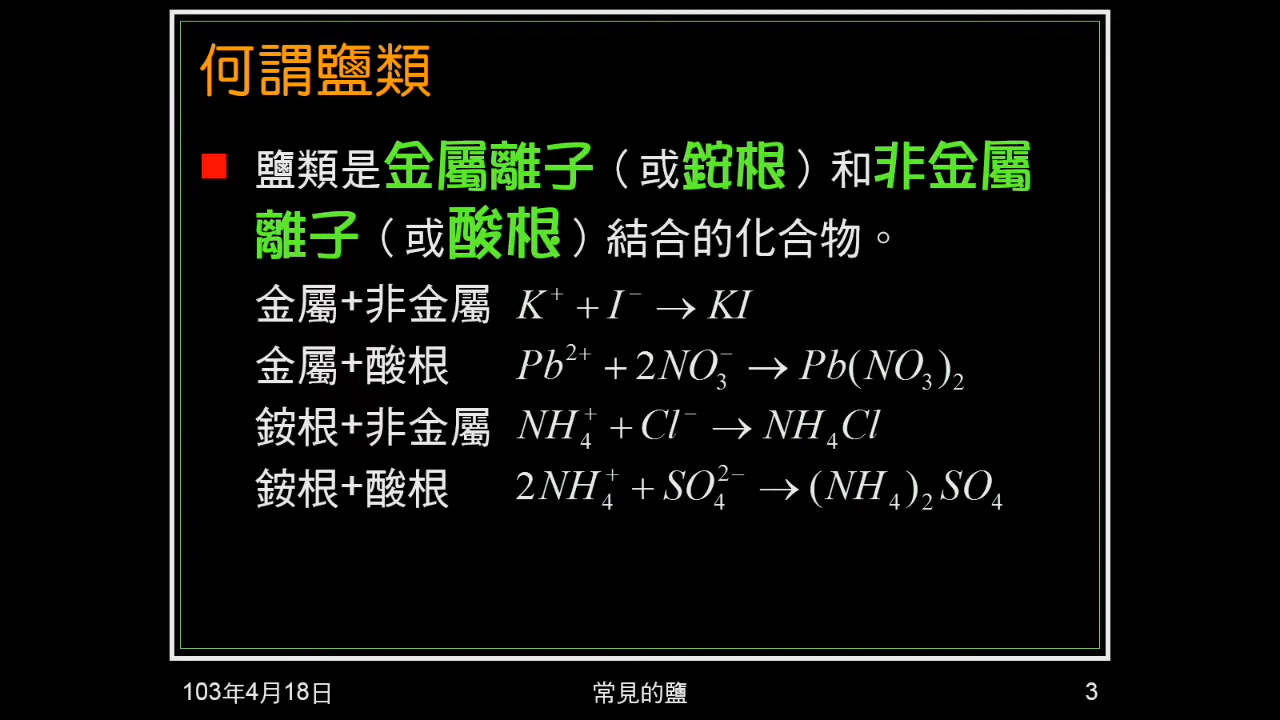 何謂鹽類
鹽類是金屬離子（或銨根）和非金屬
離子（或酸根）結合的化合物。
金屬+非金屬 K⁺ + I⁻ → KI
金屬+酸根 Pb²⁺ + 2NO₃⁻ → Pb(NO₃)₂
銨根+非金屬 NH₄⁺ + Cl⁻ → NH₄Cl
銨根+酸根 2NH₄⁺ + SO₄²⁻ → (NH₄)₂SO₄
103年4月18日 常見的鹽 3